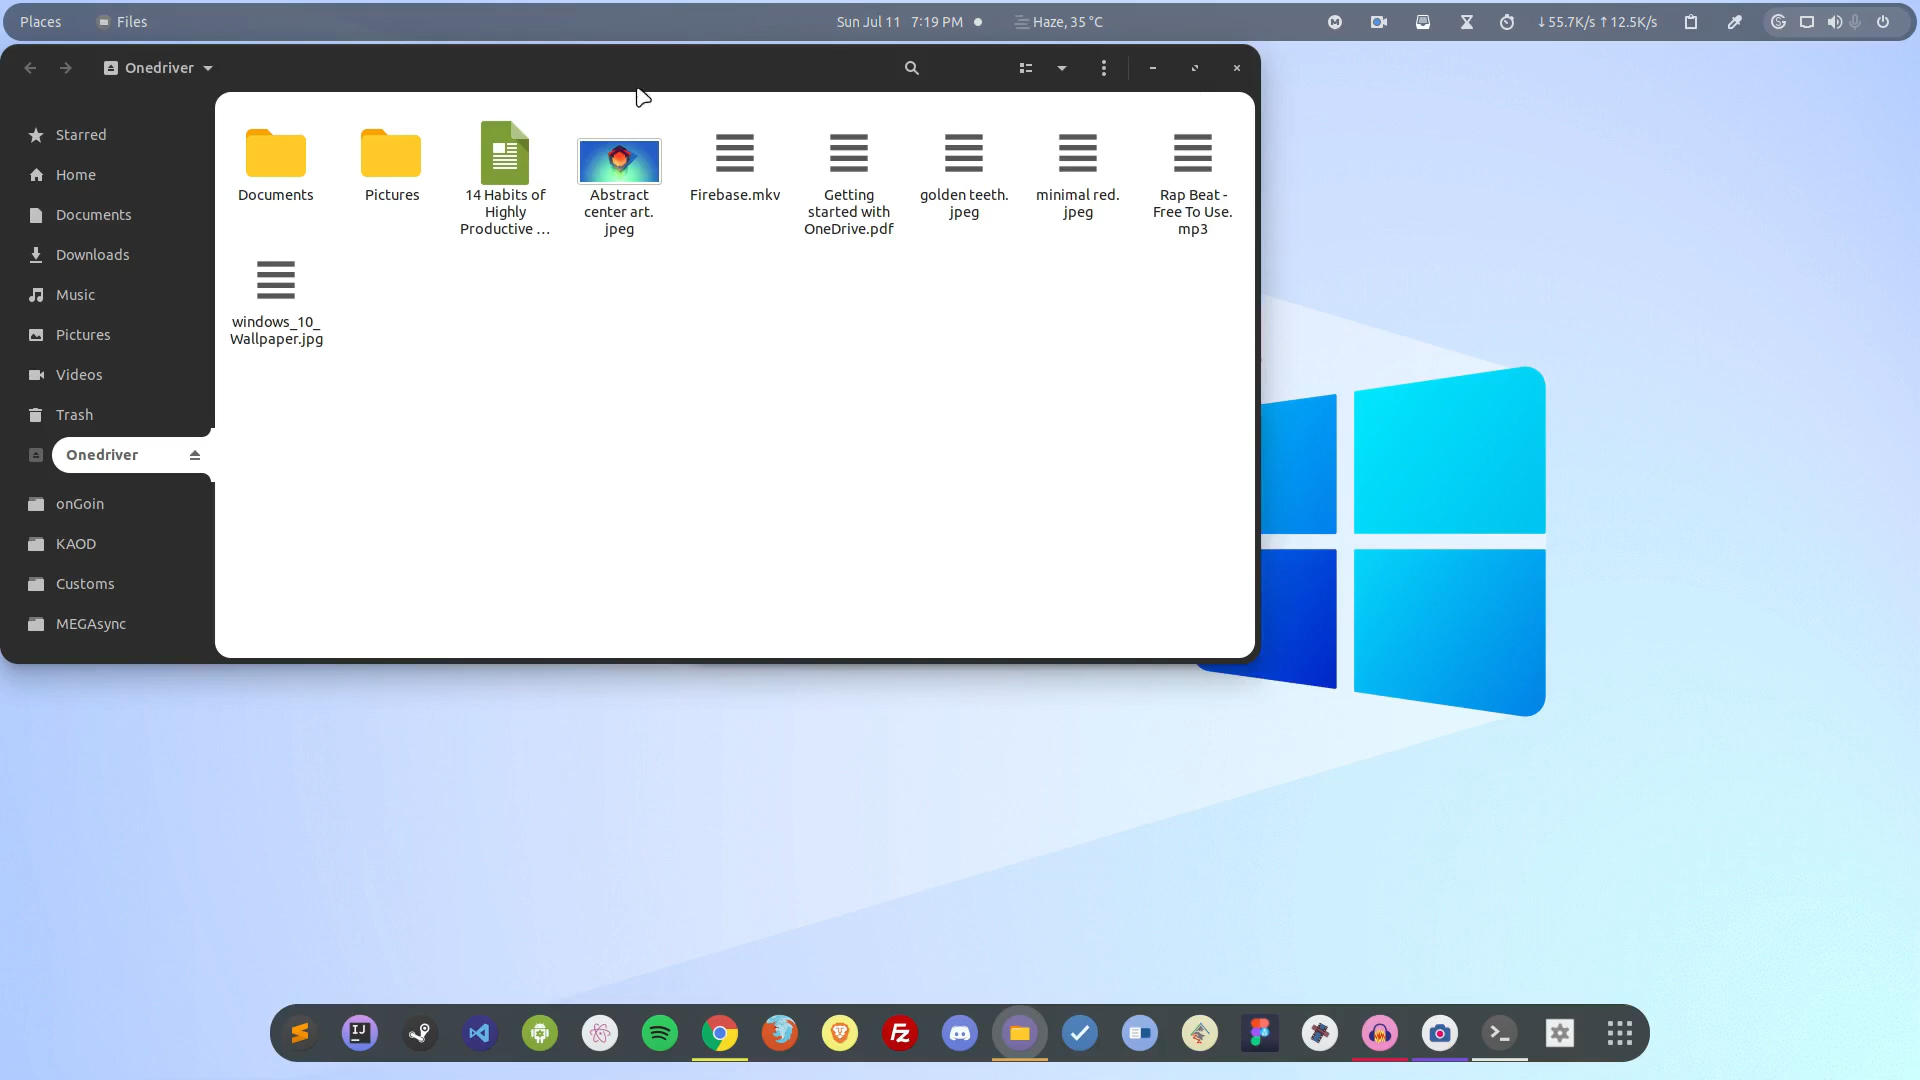 Places Files Sun Jul 11 7:19 PM Haze, 35 °C ↓55.7K/s ↑12.5K/s
Onedriver
Starred
Home
Documents
Downloads
Music
Pictures
Videos
Trash
Onedriver
onGoin
KAOD
Customs
MEGAsync
Documents
Pictures
14 Habits of
Highly
Productive ...
Abstract
center art.
jpeg
Firebase.mkv
Getting
started with
OneDrive.pdf
golden teeth.
jpeg
minimal red.
jpeg
Rap Beat -
Free To Use.
mp3
windows_10_
Wallpaper.jpg
IJ
FZ